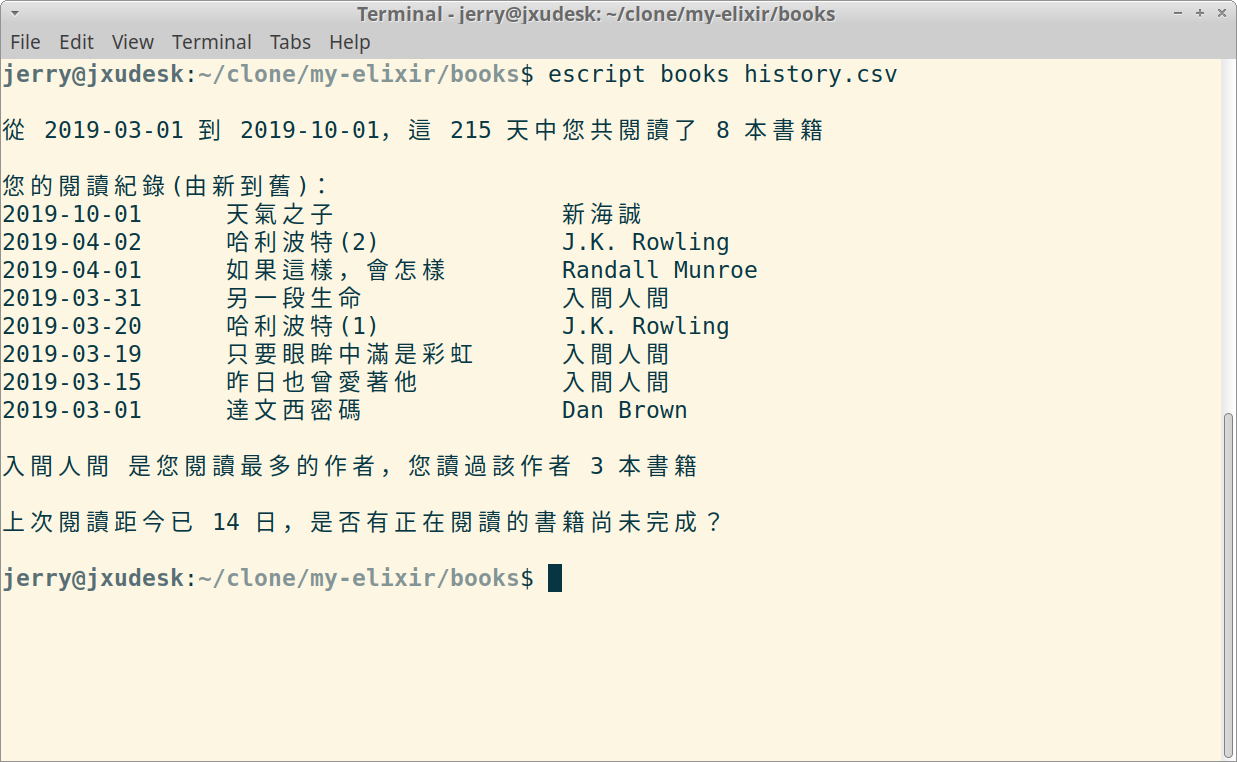 Terminal - jerry@jxudesk: ~/clone/my-elixir/books
File Edit View Terminal Tabs Help
jerry@jxudesk:~/clone/my-elixir/books$ escript books history.csv
從 2019-03-01 到 2019-10-01，這 215 天中您共閱讀了 8 本書籍
您的閱讀紀錄(由新到舊)：
2019-10-01 天氣之子 新海誠
2019-04-02 哈利波特(2) J.K. Rowling
2019-04-01 如果這樣，會怎樣 Randall Munroe
2019-03-31 另一段生命 入間人間
2019-03-20 哈利波特(1) J.K. Rowling
2019-03-19 只要眼眸中滿是彩虹 入間人間
2019-03-15 昨日也曾愛著他 入間人間
2019-03-01 達文西密碼 Dan Brown
入間人間 是您閱讀最多的作者，您讀過該作者 3 本書籍
上次閱讀距今已 14 日，是否有正在閱讀的書籍尚未完成？
jerry@jxudesk:~/clone/my-elixir/books$